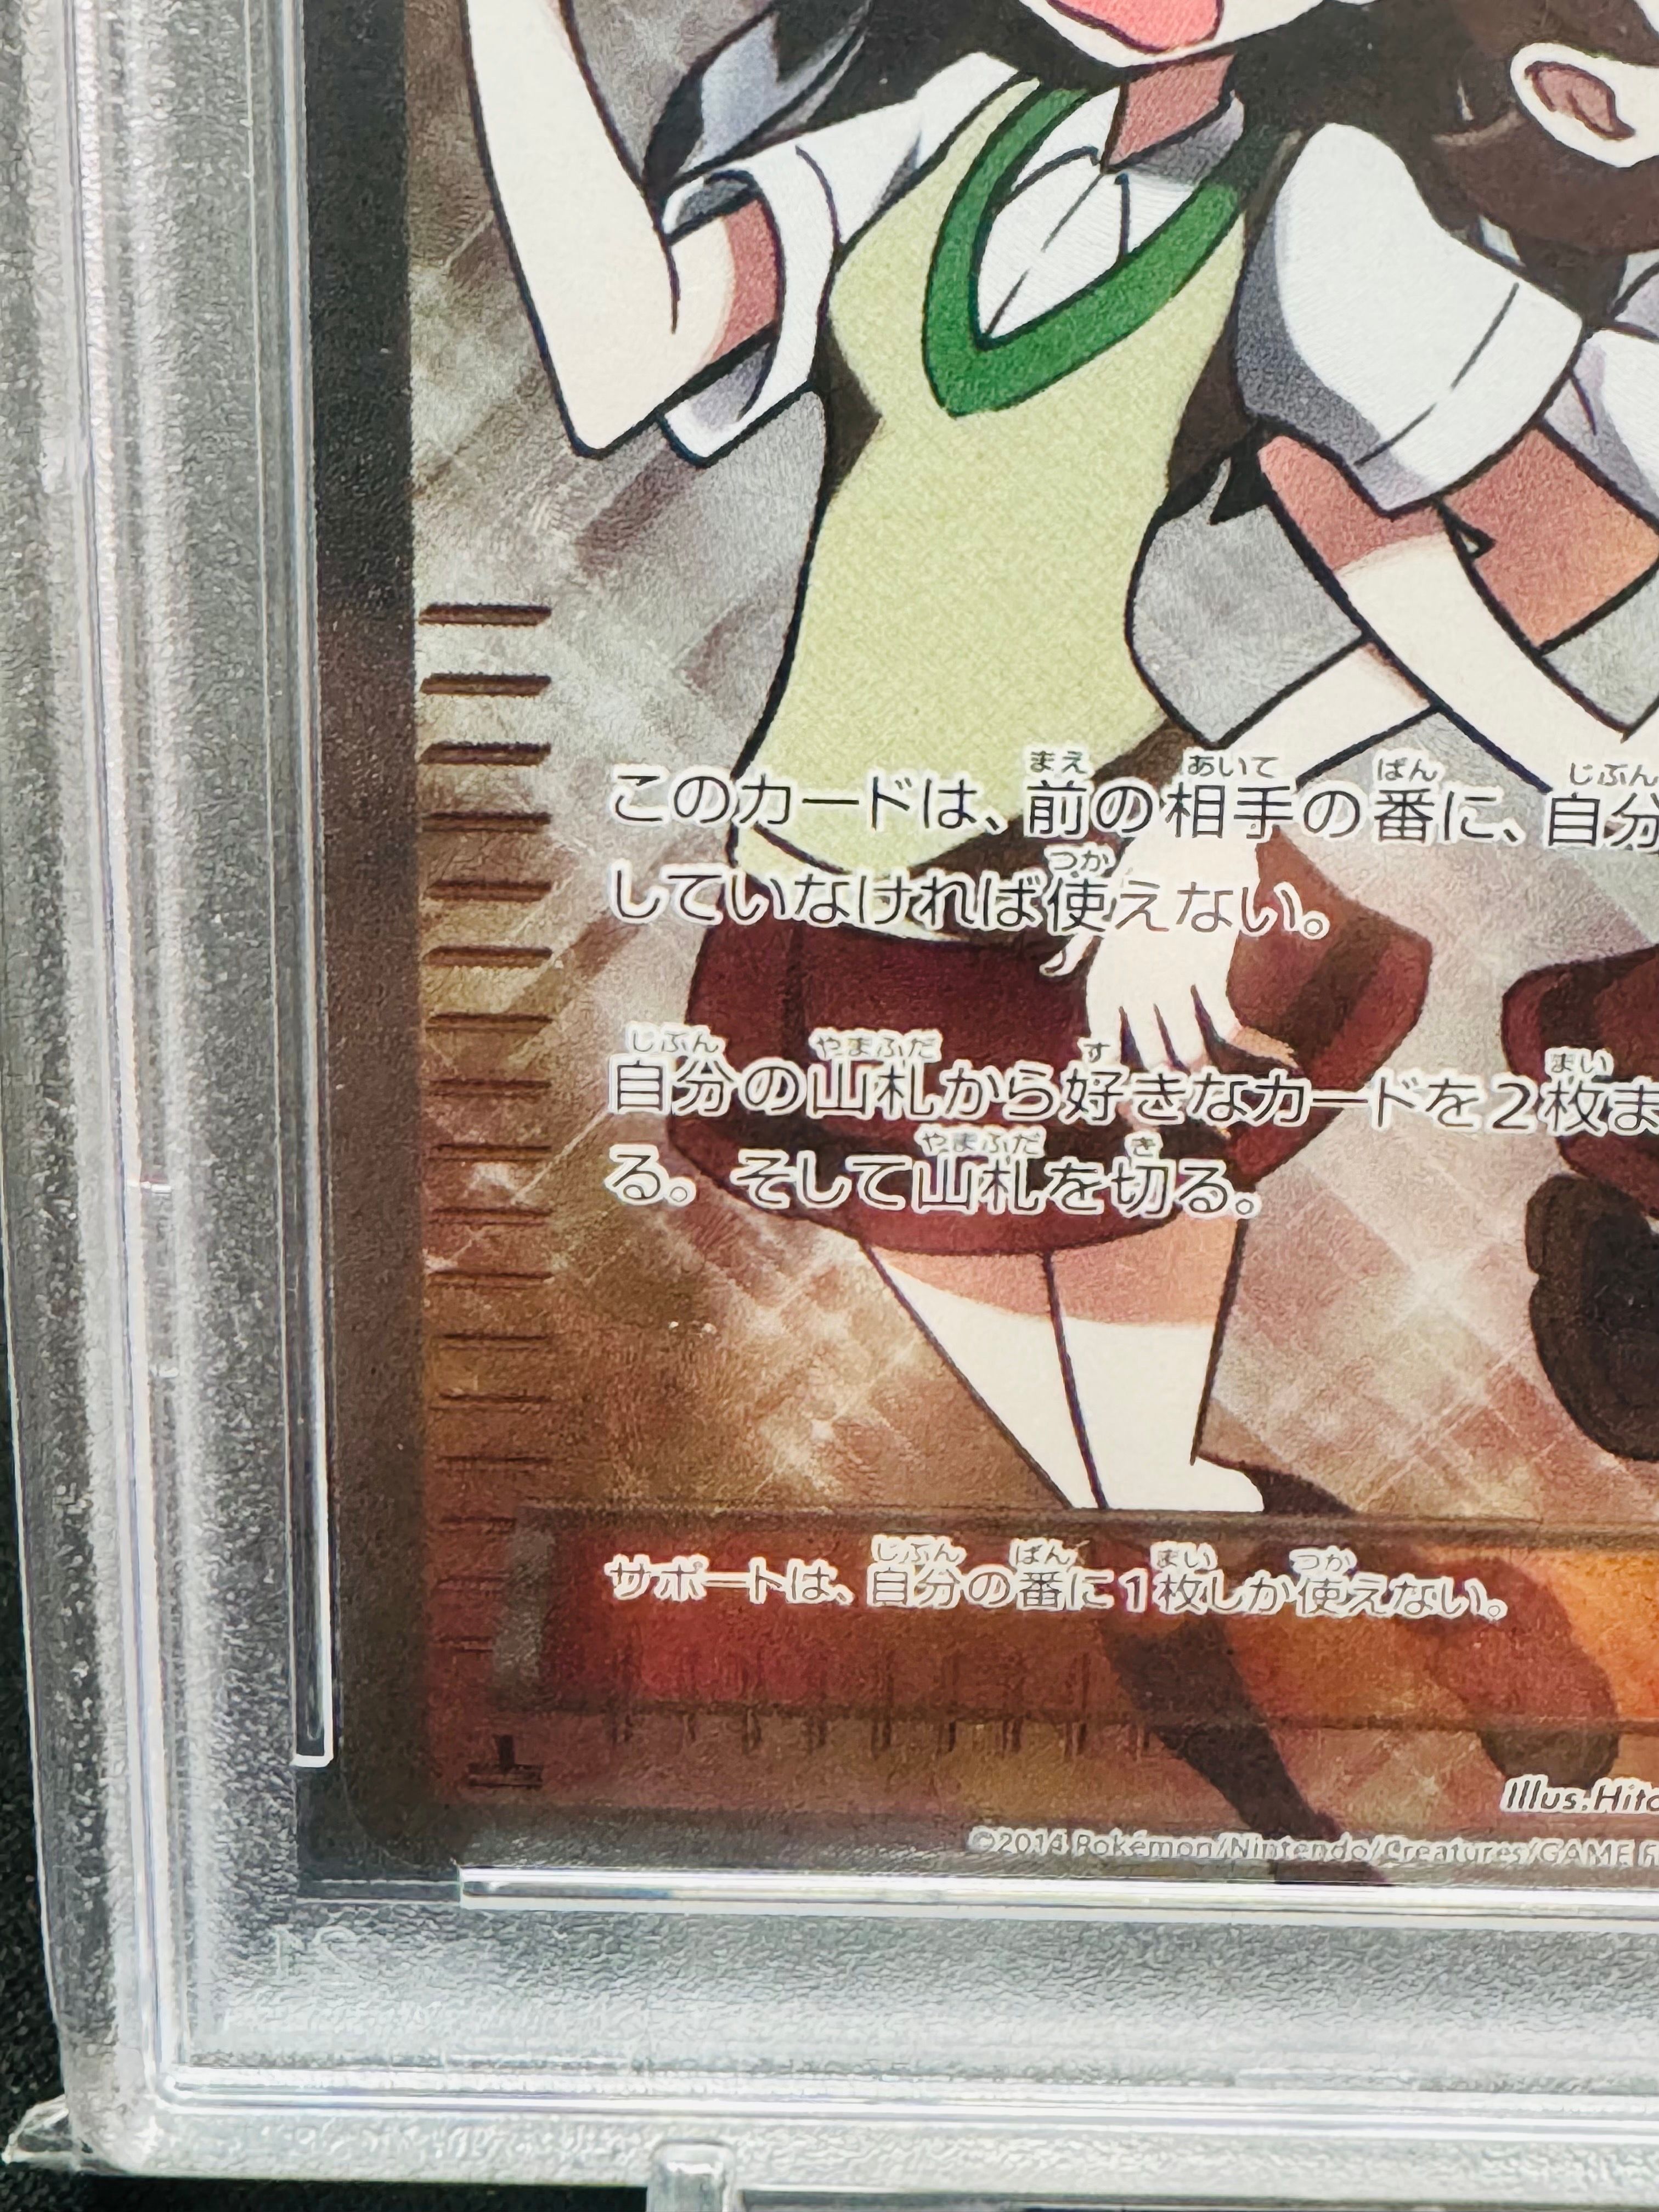 このカードは、前の相手の番に、自分
していなければ使えない。
自分の山札から好きなカードを2枚ま
る。そして山札を切る。
サポートは、自分の番に1枚しか使えない。
Illus.Hito
©2014 Pokémon/Nintendo/Creatures/GAME F